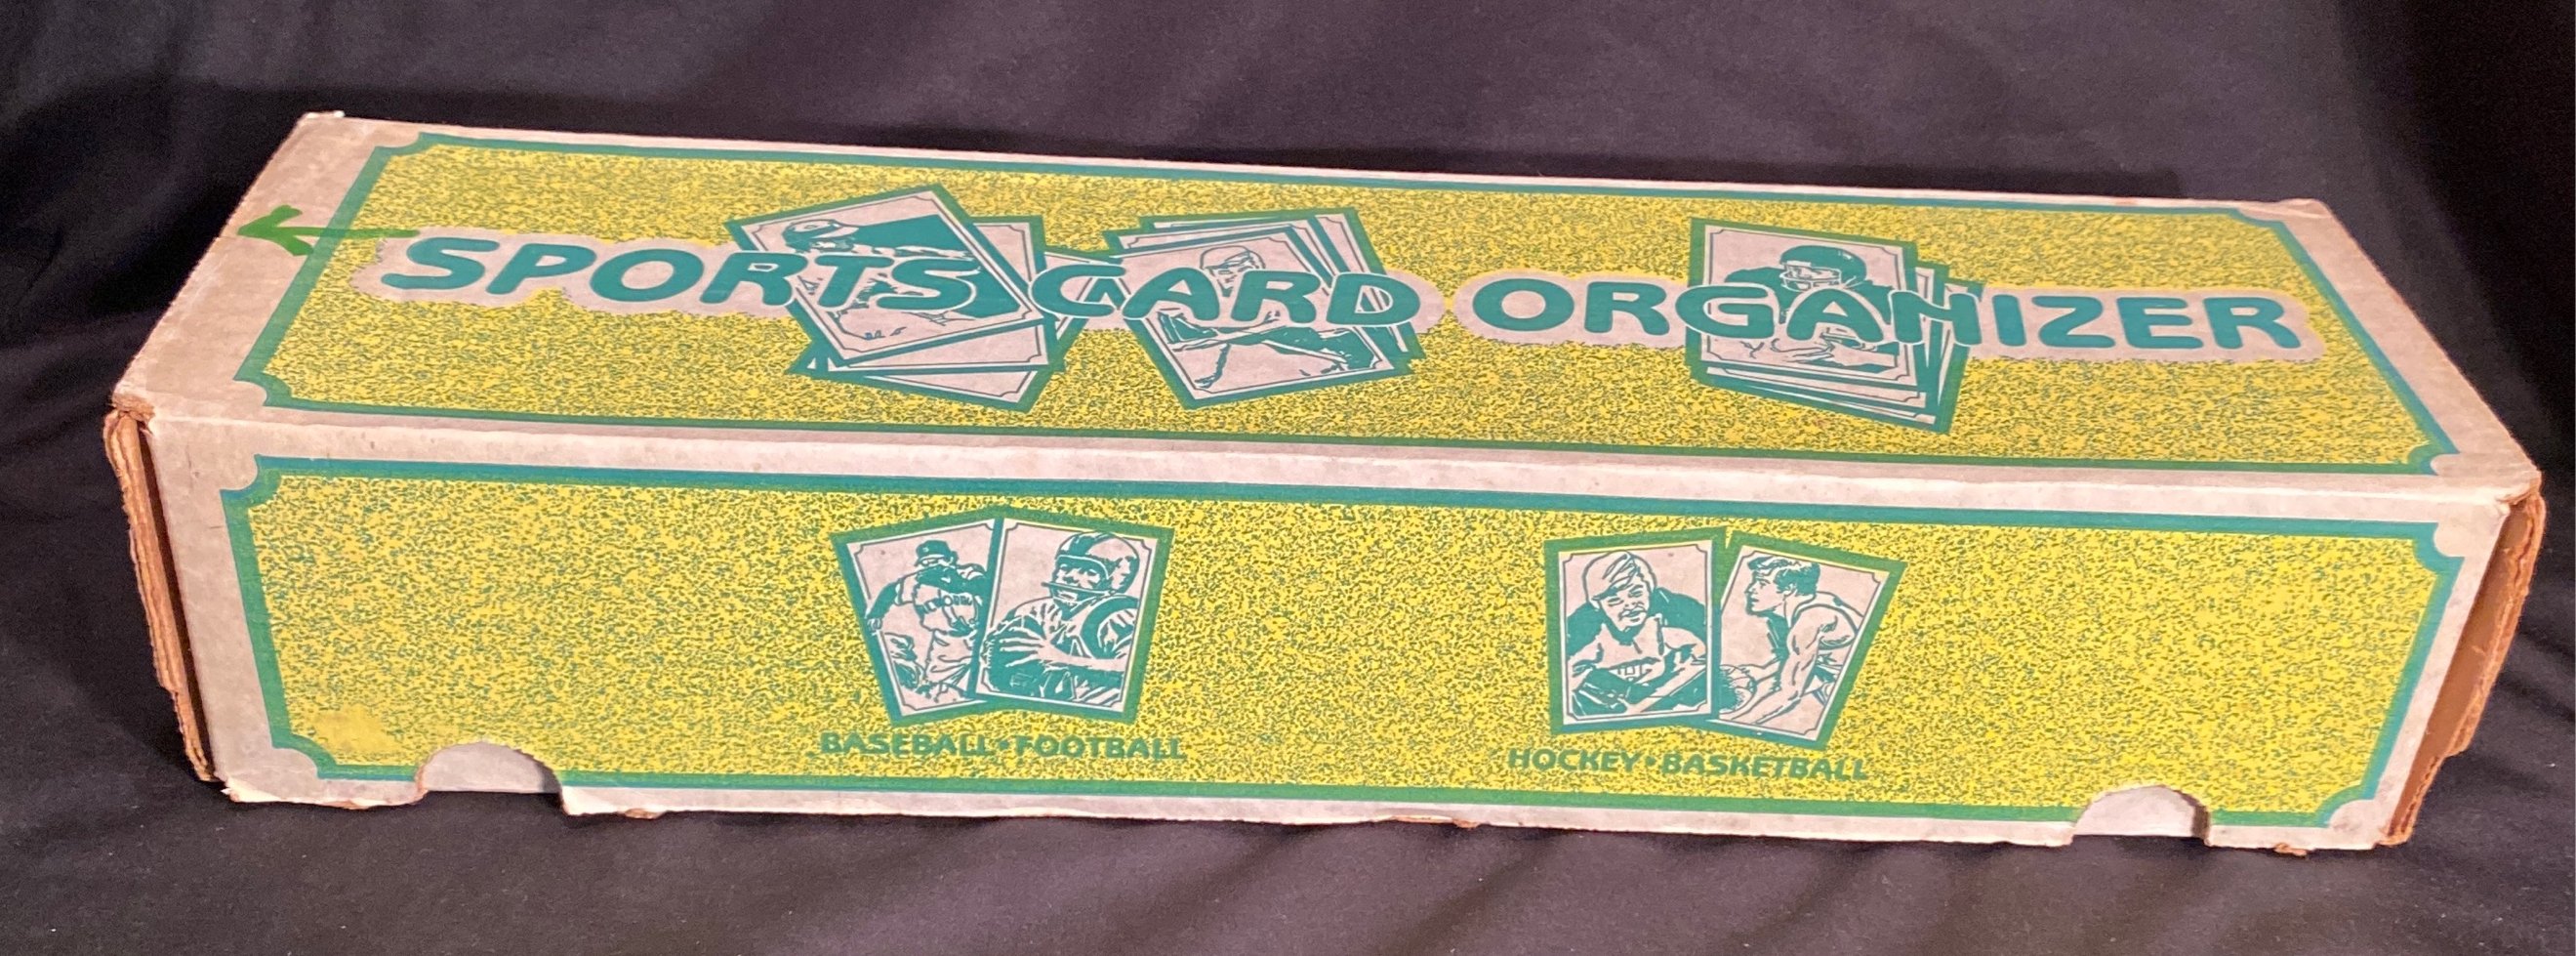 SPORTS CARD ORGANIZER
BASEBALL•FOOTBALL
HOCKEY•BASKETBALL